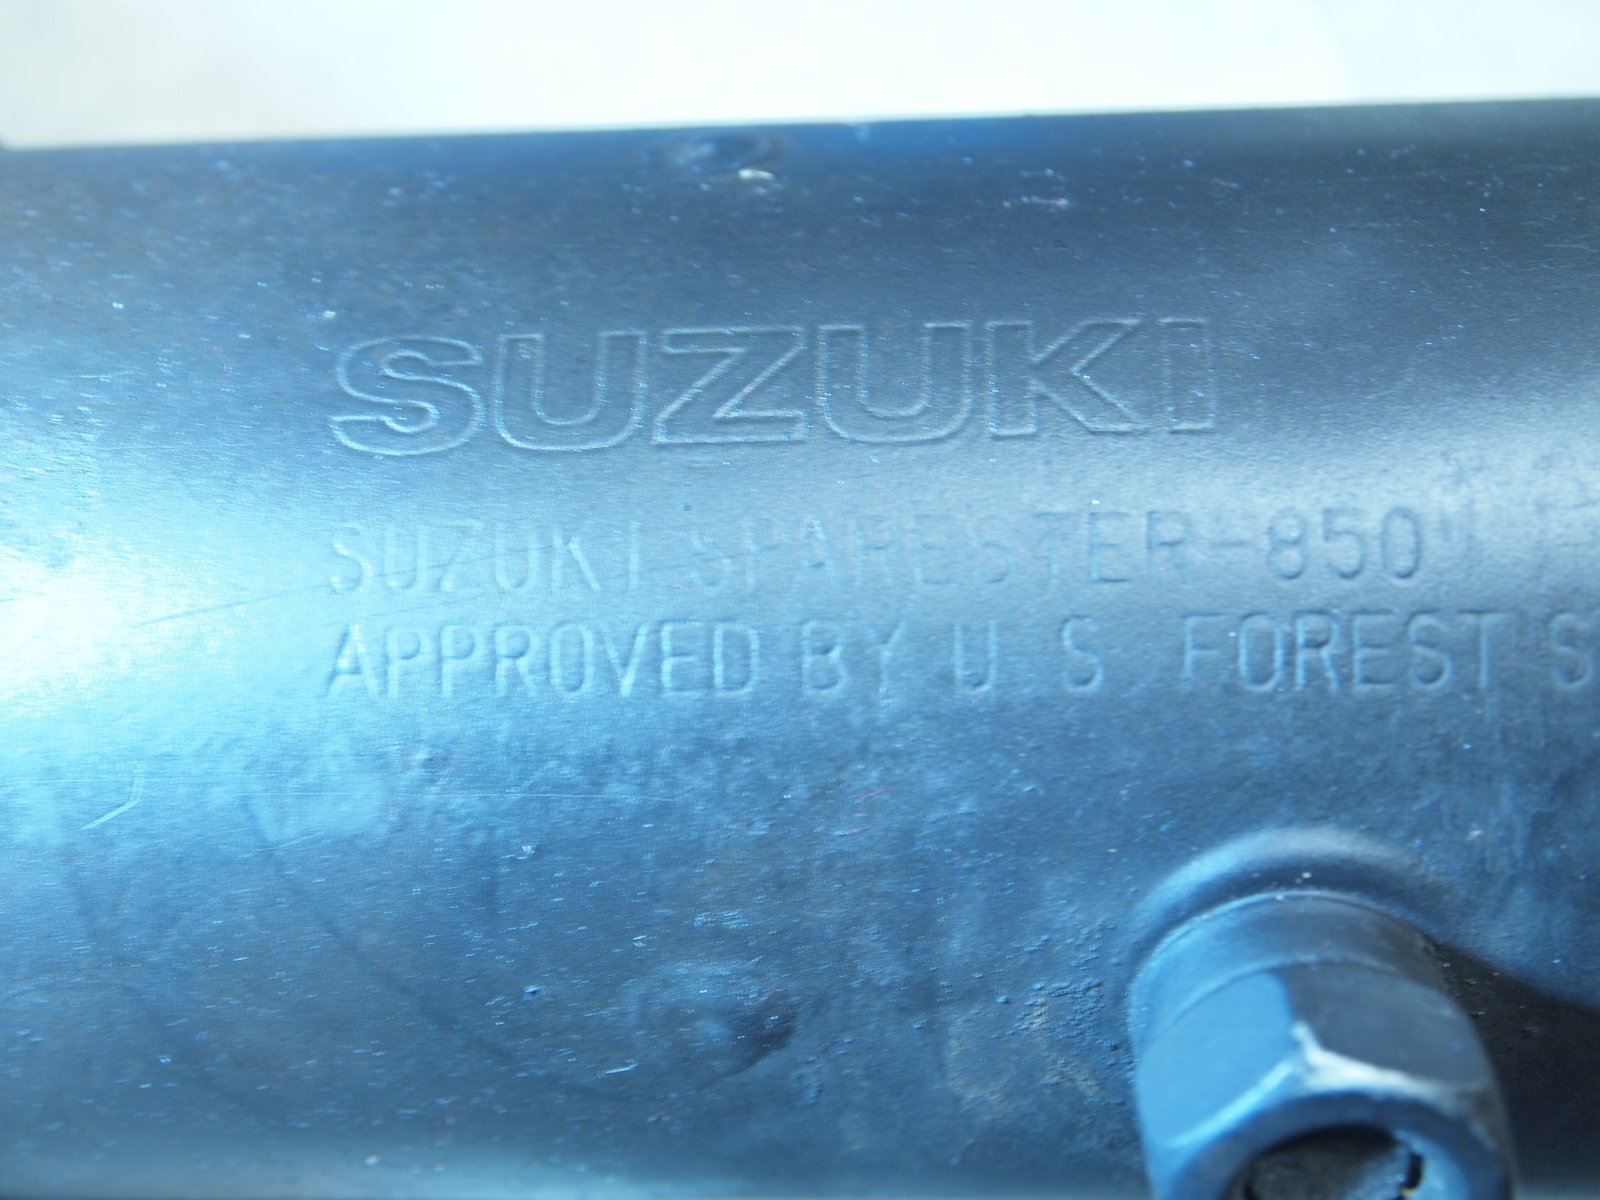 SUZUKI
SUZUKI SPARESTER-850
APPROVED BY U S FOREST S